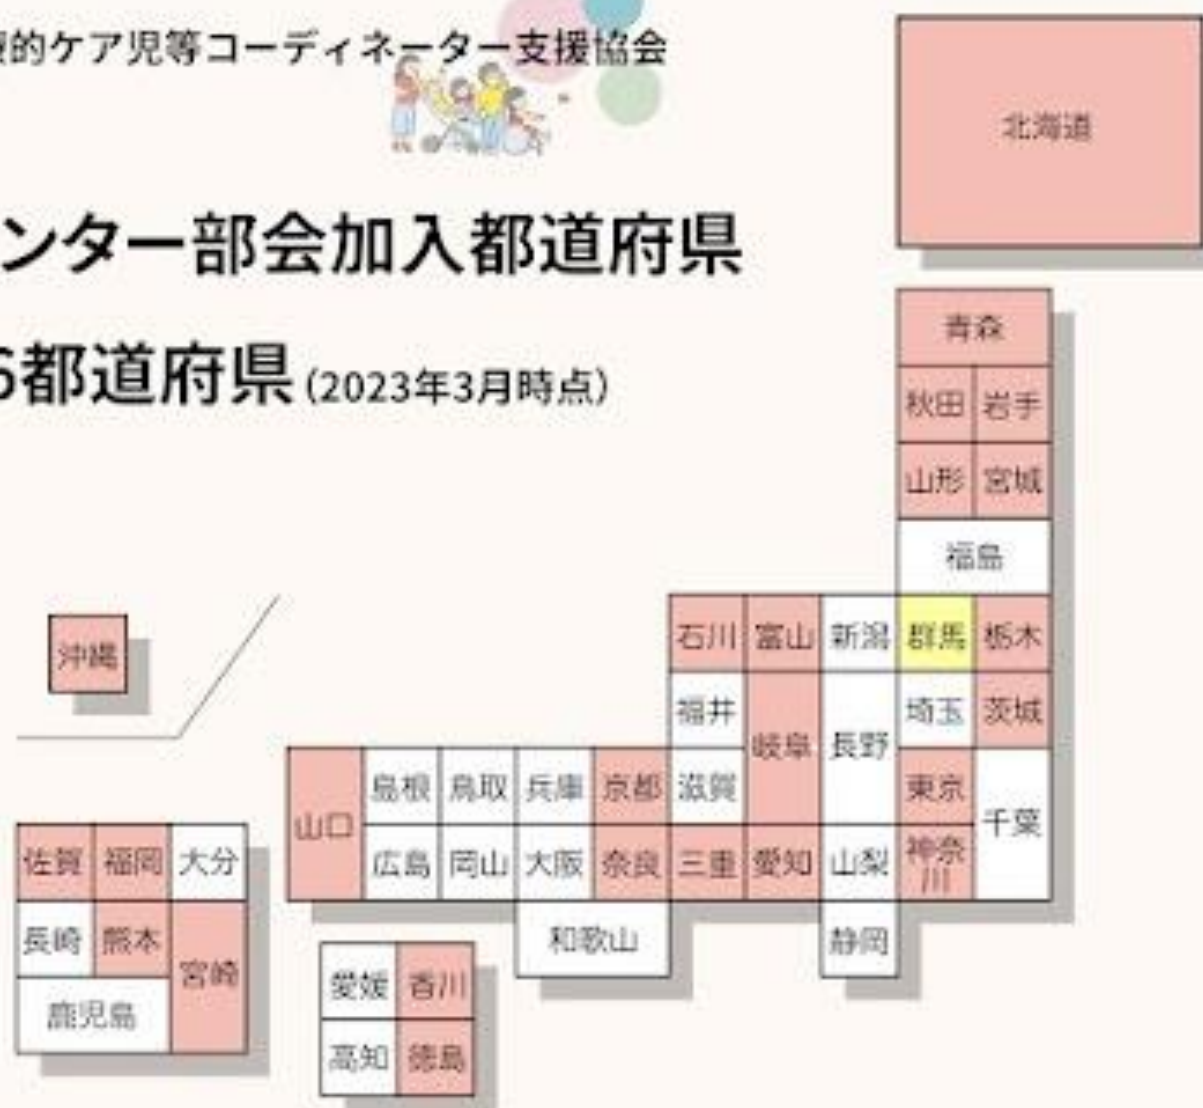 的ケア児等コーディネーター支援協会
北海道
ンター部会加入都道府県
青森
6都道府県(2023年3月時点)
秋田 岩手
山形 宮城
福島
石川 富山 新潟 群馬 栃木
沖縄
福井 岐阜 長野 埼玉 茨城
山口 島根 鳥取 兵庫 京都 滋賀 東京 千葉
佐賀 福岡 大分 広島 岡山 大阪 奈良 三重 愛知 山梨 神奈
川
長崎 熊本 宮崎 和歌山 静岡
愛媛 香川
鹿児島
高知 徳島